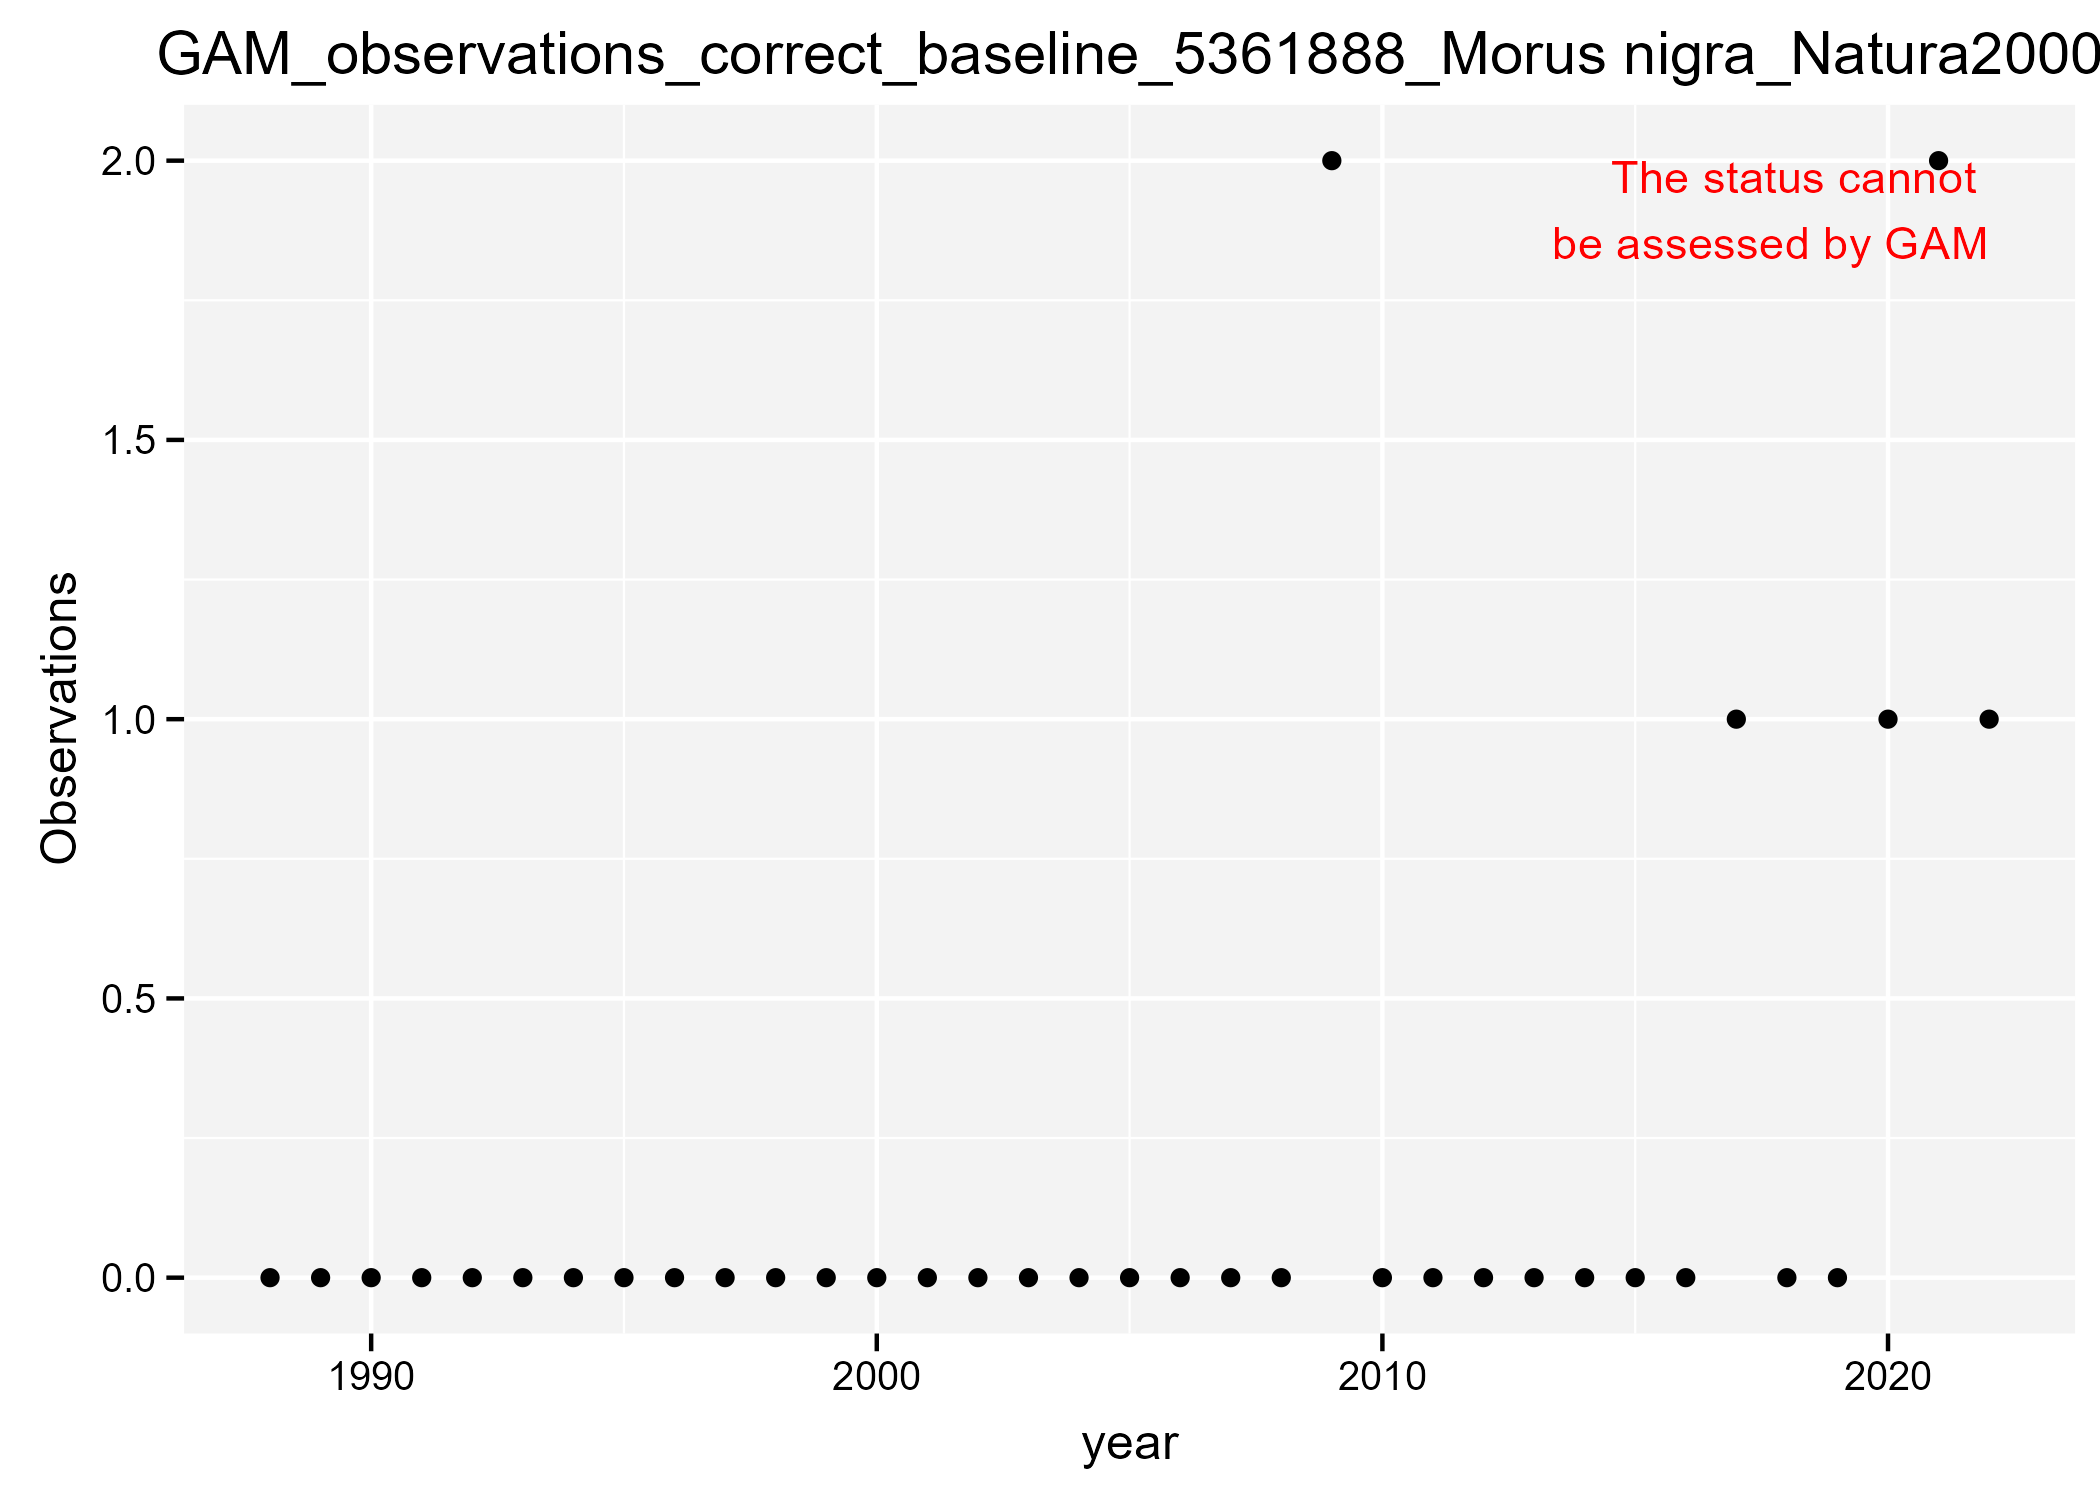 GAM_observations_correct_baseline_5361888_Morus nigra_Natura2000
2.0
The status cannot
be assessed by GAM
1.5
1.0
0.5
0.0
Observations
1990
2000
2010
2020
year